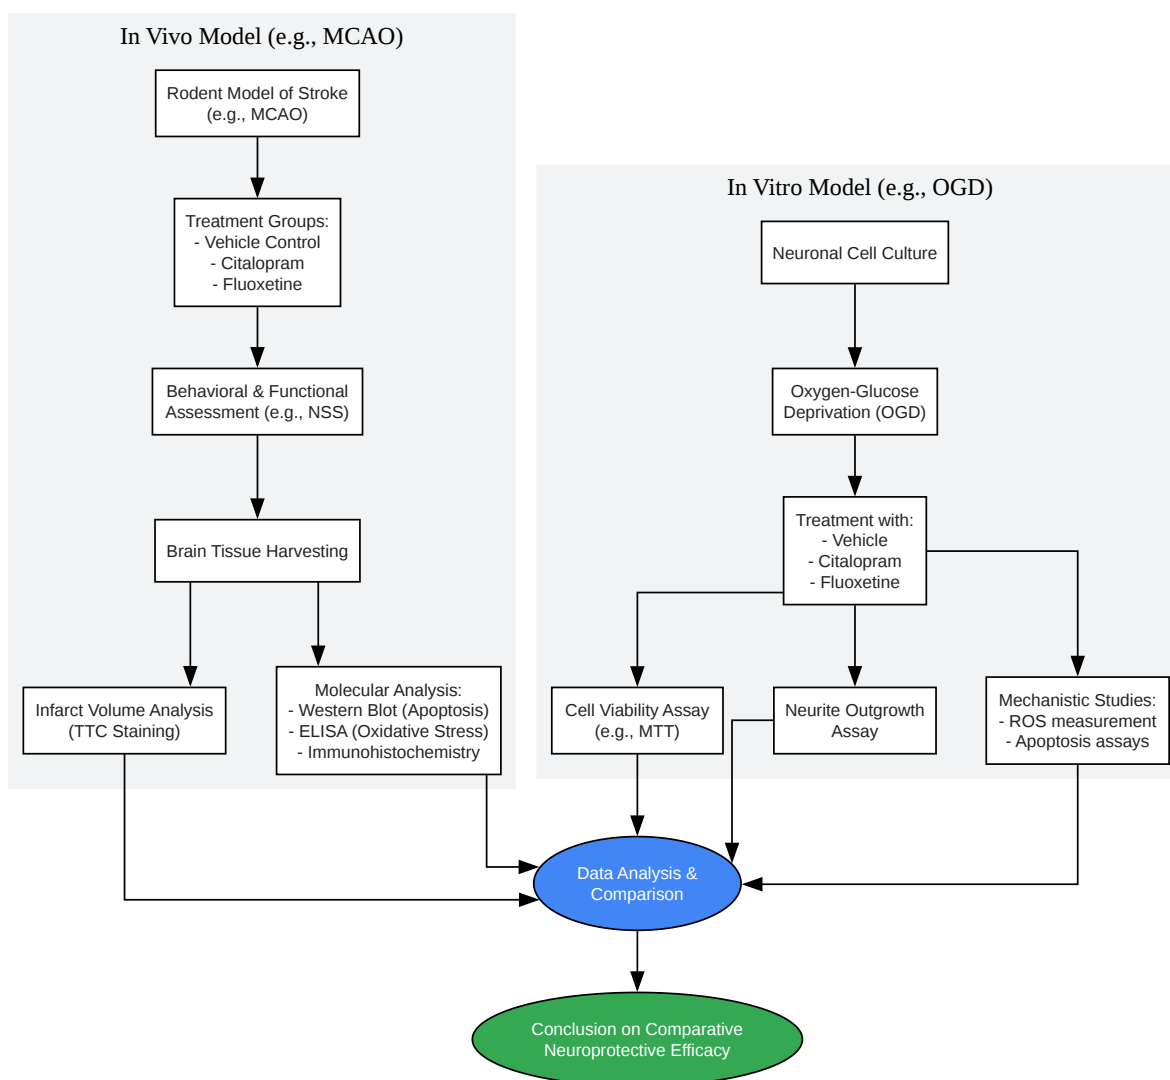 In Vivo Model (e.g., MCAO)
Rodent Model of Stroke
(e.g., MCAO)
Treatment Groups:
- Vehicle Control
- Citalopram
- Fluoxetine
Behavioral & Functional
Assessment (e.g., NSS)
Brain Tissue Harvesting
Infarct Volume Analysis
(TTC Staining)
Molecular Analysis:
- Western Blot (Apoptosis)
- ELISA (Oxidative Stress)
- Immunohistochemistry
In Vitro Model (e.g., OGD)
Neuronal Cell Culture
Oxygen-Glucose
Deprivation (OGD)
Treatment with:
- Vehicle
- Citalopram
- Fluoxetine
Cell Viability Assay
(e.g., MTT)
Neurite Outgrowth
Assay
Mechanistic Studies:
- ROS measurement
- Apoptosis assays
Data Analysis &
Comparison
Conclusion on Comparative
Neuroprotective Efficacy